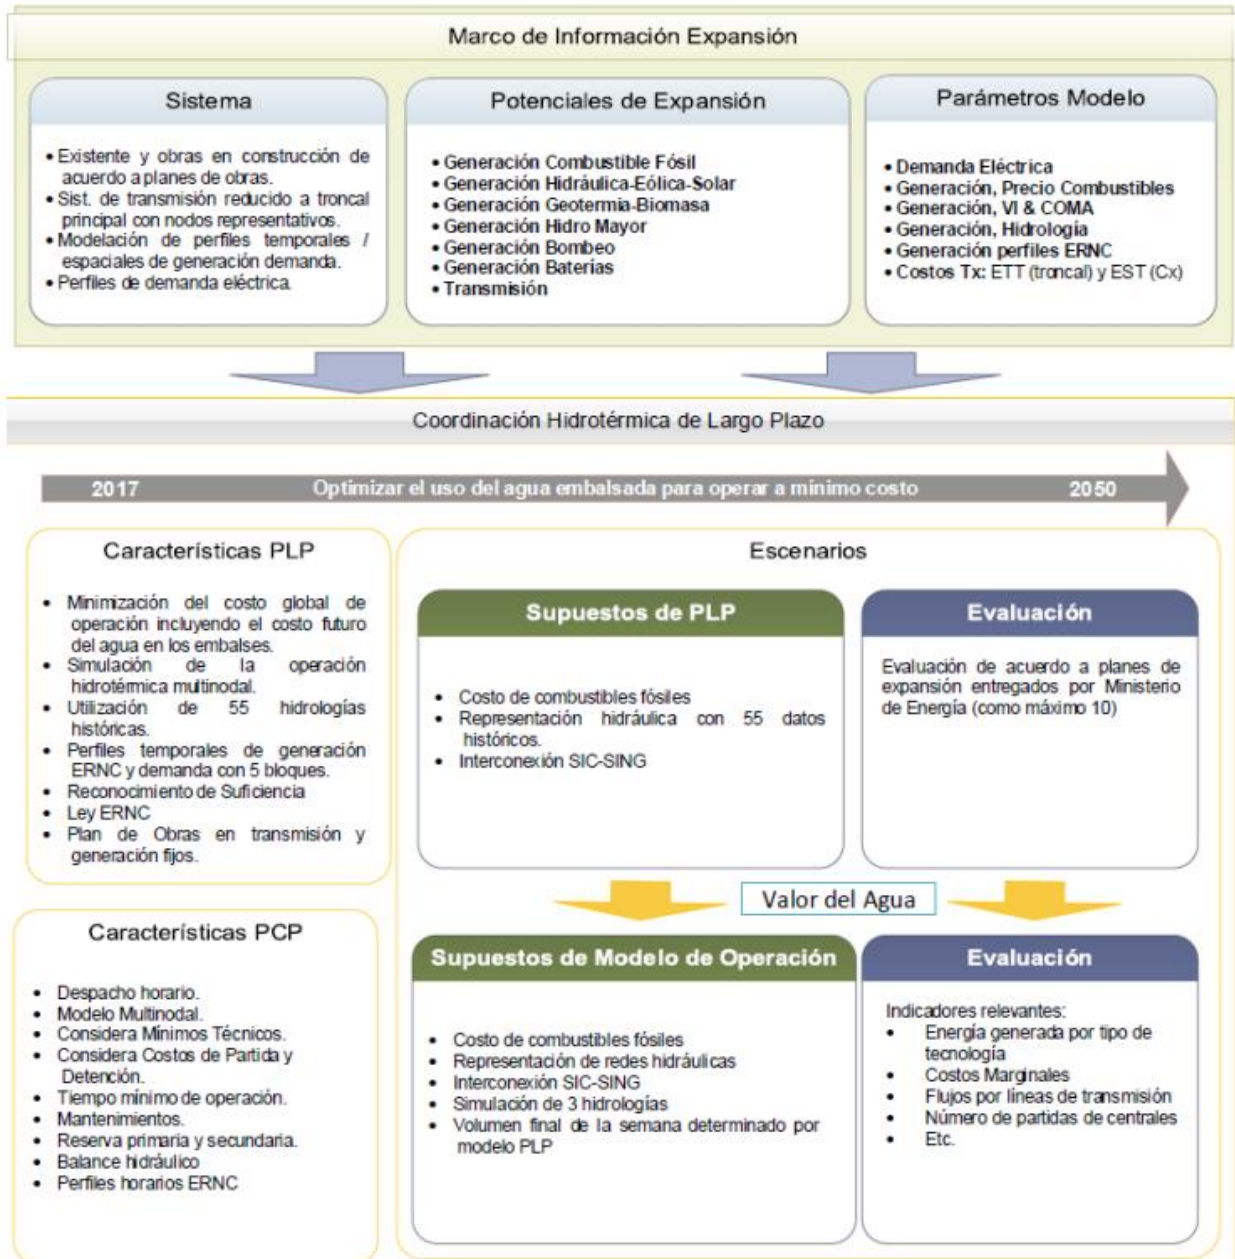 Marco de Información Expansión
Sistema
• Existente y obras en construcción de
acuerdo a planes de obras.
• Sist. de transmisión reducido a troncal
principal con nodos representativos.
• Modelación de perfiles temporales /
espaciales de generación demanda.
• Perfiles de demanda eléctrica.
Potenciales de Expansión
• Generación Combustible Fósil
• Generación Hidráulica-Eólica-Solar
• Generación Geotermia-Biomasa
• Generación Hidro Mayor
• Generación Bombeo
• Generación Baterías
• Transmisión
Parámetros Modelo
• Demanda Eléctrica
• Generación, Precio Combustibles
• Generación, VI & COMA
• Generación, Hidrología
• Generación perfiles ERNC
• Costos Tx: ETT (troncal) y EST (Cx)
Coordinación Hidrotérmica de Largo Plazo
2017 Optimizar el uso del agua embalsada para operar a mínimo costo 2050
Características PLP
• Minimización del costo global de
operación incluyendo el costo futuro
del agua en los embalses.
• Simulación de la operación
hidrotérmica multinodal.
• Utilización de 55 hidrologías
históricas.
• Perfiles temporales de generación
ERNC y demanda con 5 bloques.
• Reconocimiento de Suficiencia
• Ley ERNC
• Plan de Obras en transmisión y
generación fijos.
Características PCP
• Despacho horario.
• Modelo Multinodal.
• Considera Mínimos Técnicos.
• Considera Costos de Partida y
Detención.
• Tiempo mínimo de operación.
• Mantenimientos.
• Reserva primaria y secundaria.
• Balance hidráulico
• Perfiles horarios ERNC
Escenarios
Supuestos de PLP
• Costo de combustibles fósiles
• Representación hidráulica con 55 datos
históricos.
• Interconexión SIC-SING
Evaluación
Evaluación de acuerdo a planes de
expansión entregados por Ministerio
de Energía (como máximo 10)
Valor del Agua
Supuestos de Modelo de Operación
• Costo de combustibles fósiles
• Representación de redes hidráulicas
• Interconexión SIC-SING
• Simulación de 3 hidrologías
• Volumen final de la semana determinado por
modelo PLP
Evaluación
Indicadores relevantes:
• Energía generada por tipo de
tecnología
• Costos Marginales
• Flujos por líneas de transmisión
• Número de partidas de centrales
• Etc.